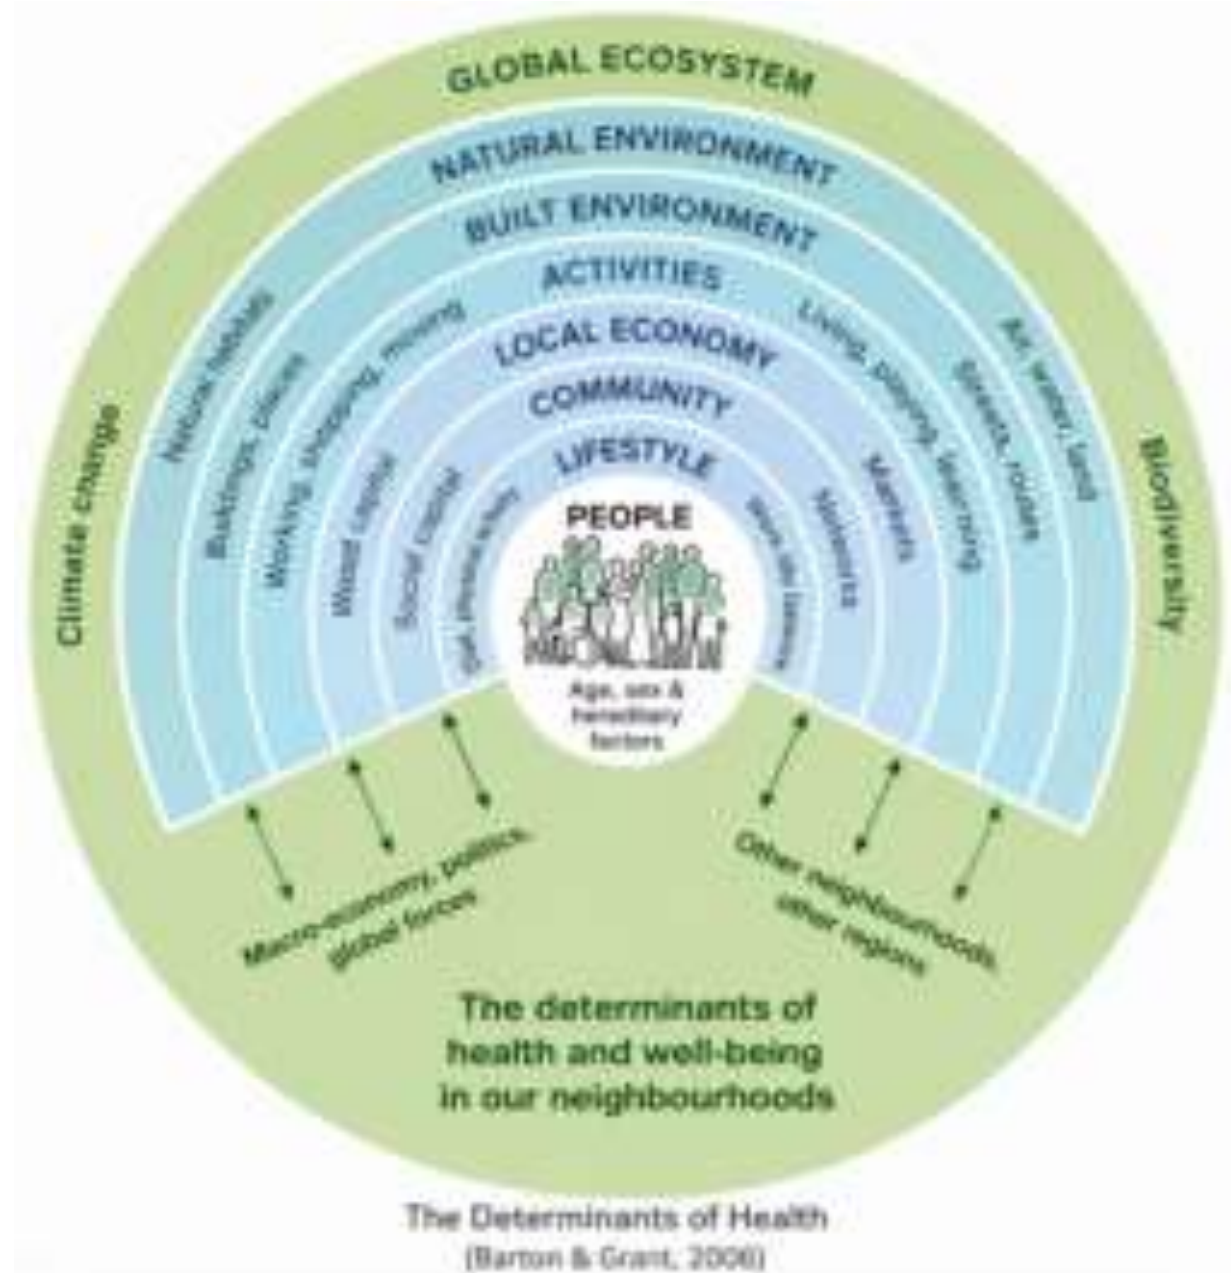 GLOBAL ECOSYSTEM
NATURAL ENVIRONMENT
BUILT ENVIRONMENT
ACTIVITIES
LOCAL ECONOMY
COMMUNITY
LIFESTYLE
PEOPLE
Age, sex &
hereditary
factors
Climate change
Natural habitats
Buildings, places
Working, shopping, moving
capital
Social capital
Living, playing, learning
Streets, routes
Air, water, land
Markets
Networks
Biodiversity
Macro-economy, politics,
global forces
Other neighbourhoods,
other regions
The determinants of
health and well-being
in our neighbourhoods
The Determinants of Health
(Barton & Grant, 2006)